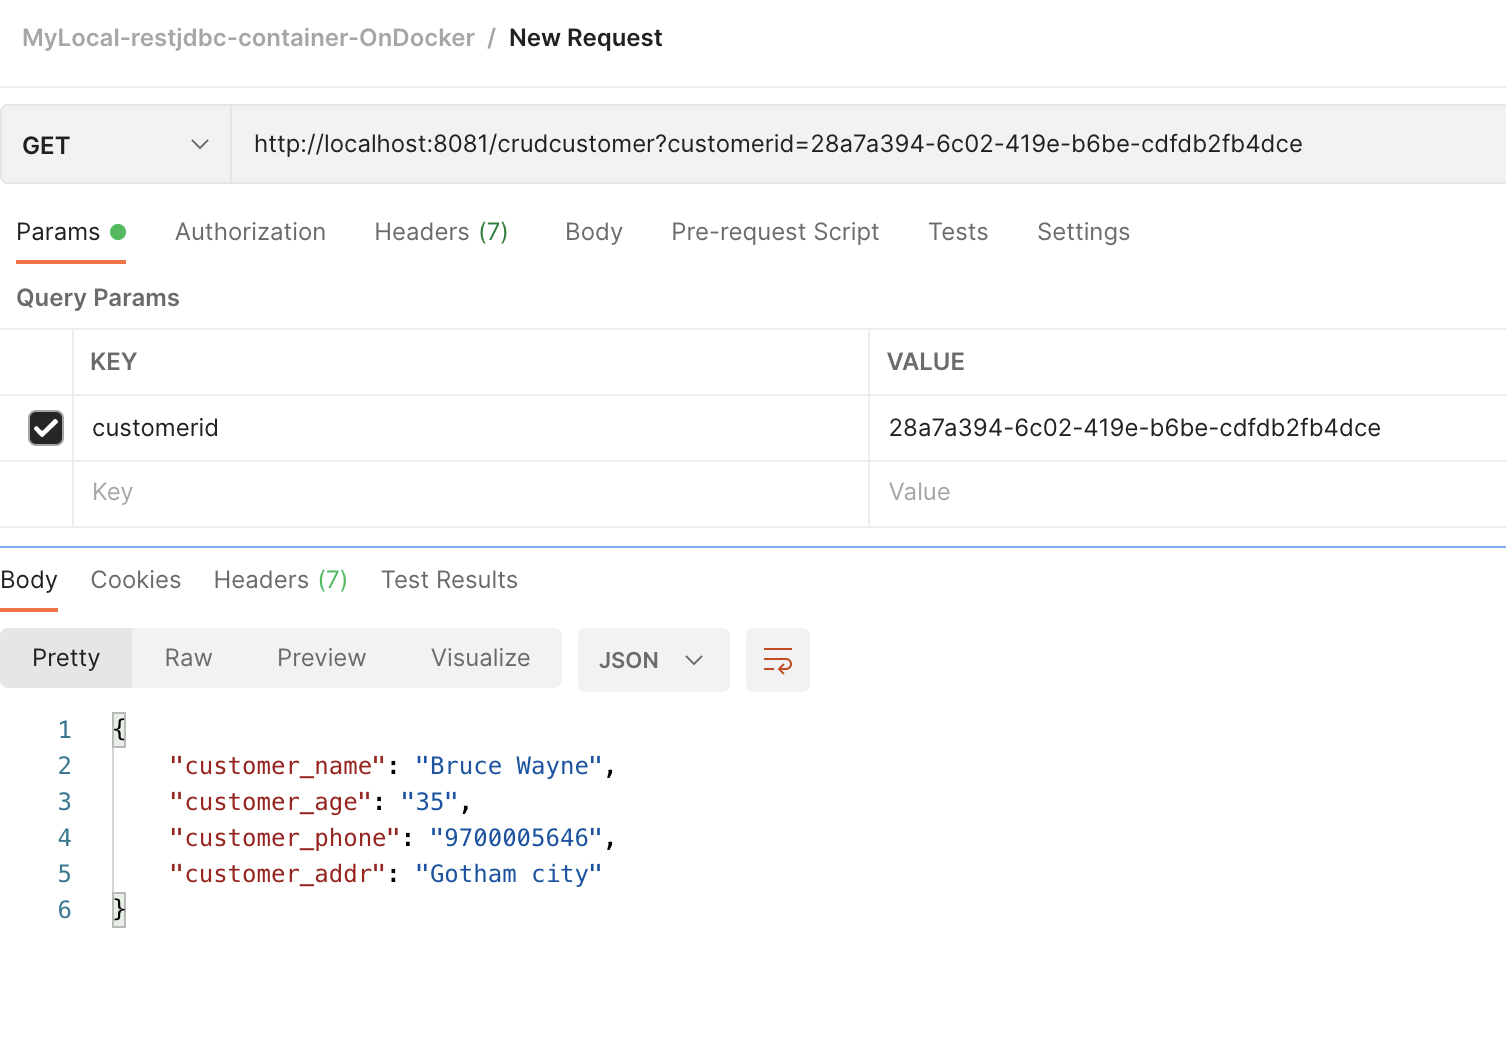 MyLocal-restjdbc-container-OnDocker / New Request
GET http://localhost:8081/crudcustomer?customerid=28a7a394-6c02-419e-b6be-cdfdb2fb4dce
Params Authorization Headers (7) Body Pre-request Script Tests Settings
Query Params
KEY VALUE
customerid 28a7a394-6c02-419e-b6be-cdfdb2fb4dce
Key Value
Body Cookies Headers (7) Test Results
Pretty Raw Preview Visualize JSON
1 {
2 "customer_name": "Bruce Wayne",
3 "customer_age": "35",
4 "customer_phone": "9700005646",
5 "customer_addr": "Gotham city"
6 }